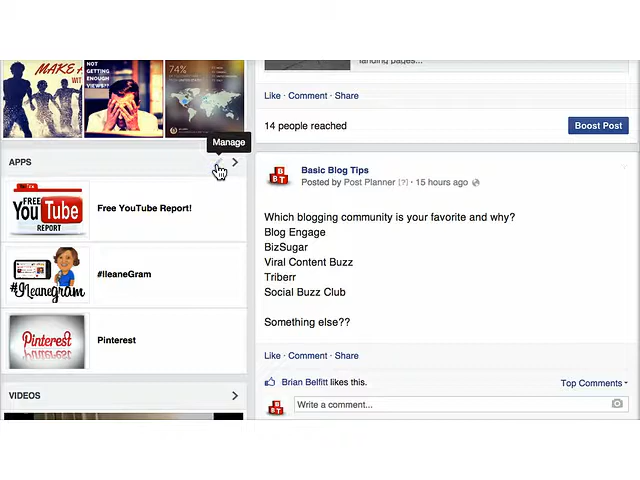 MAKE A
WIT
NOT
GETTING
ENOUGH
VIEWS??
74%
landing pages...
Like · Comment · Share
14 people reached
Boost Post
Manage
APPS
FREE
YouTube
REPORT
Free YouTube Report!
#IleaneGram
#IleaneGram
Pinterest
Pinterest
VIDEOS
BBT
Basic Blog Tips
Posted by Post Planner [?] · 15 hours ago
Which blogging community is your favorite and why?
Blog Engage
BizSugar
Viral Content Buzz
Triberr
Social Buzz Club
Something else??
Like · Comment · Share
Brian Belfitt likes this.
Top Comments
BBT
Write a comment...